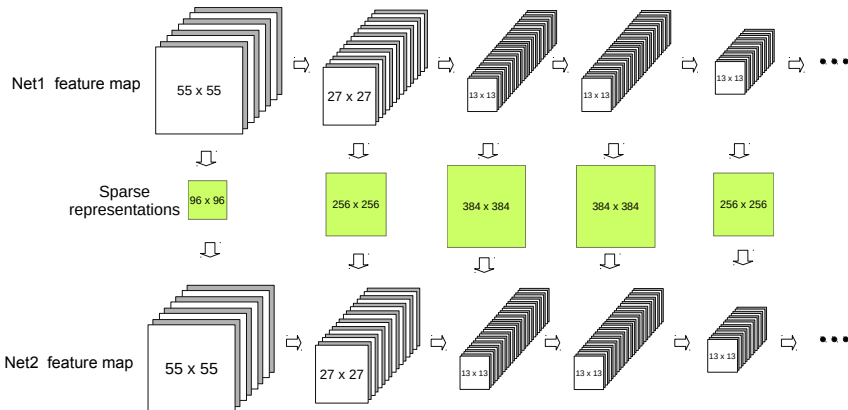 Net1 feature map
55 x 55
27 x 27
13 x 13
13 x 13
13 x 13
Sparse
representations
96 x 96
256 x 256
384 x 384
384 x 384
256 x 256
Net2 feature map
55 x 55
27 x 27
13 x 13
13 x 13
13 x 13